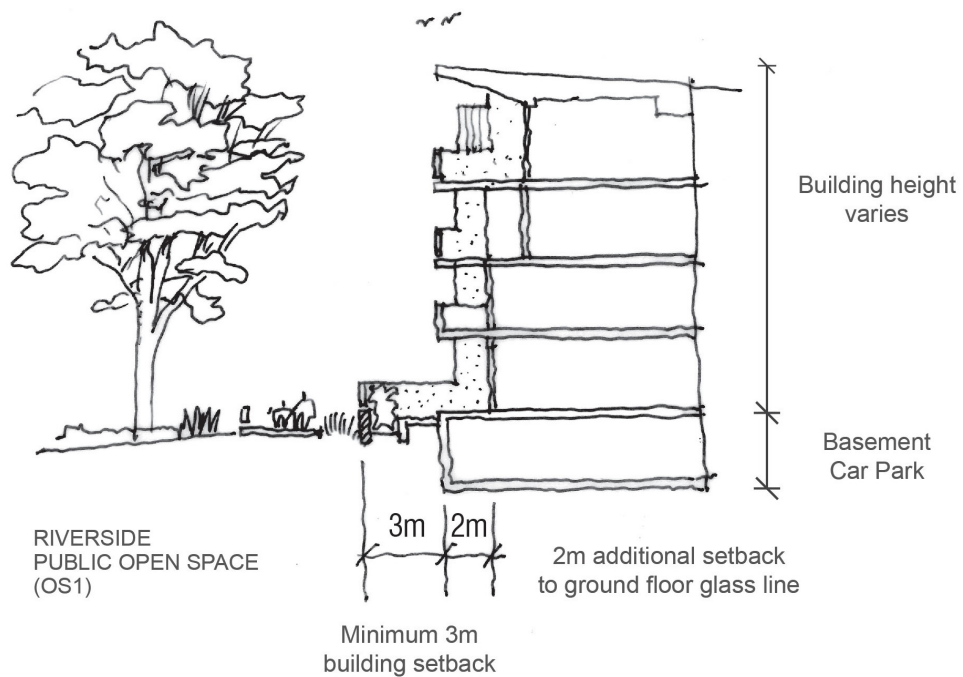 Building height
varies
Basement
Car Park
3m
2m
RIVERSIDE
PUBLIC OPEN SPACE
(OS1)
2m additional setback
to ground floor glass line
Minimum 3m
building setback